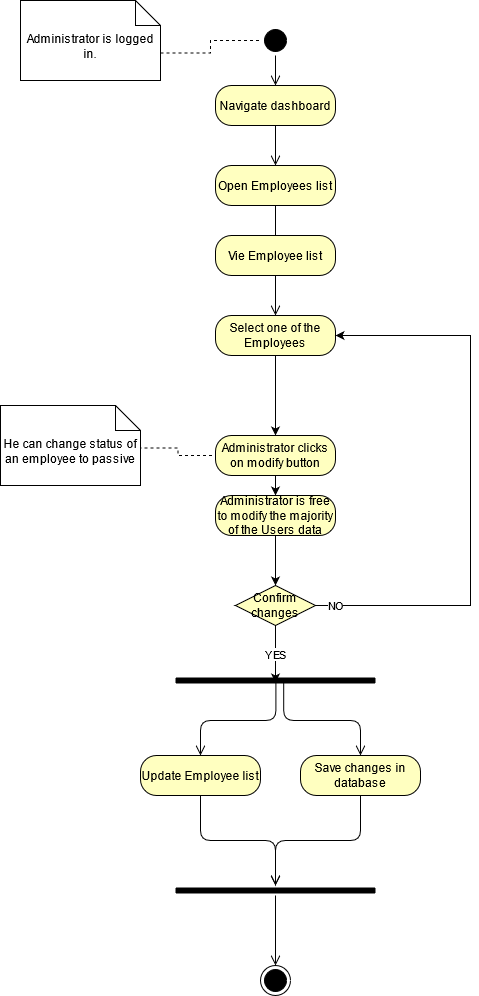 Administrator is logged
in.
Navigate dashboard
Open Employees list
Vie Employee list
Select one of the
Employees
He can change status of
an employee to passive
Administrator clicks
on modify button
Administrator is free
to modify the majority
of the Users data
Confirm
changes
NO
YES
Update Employee list
Save changes in
database